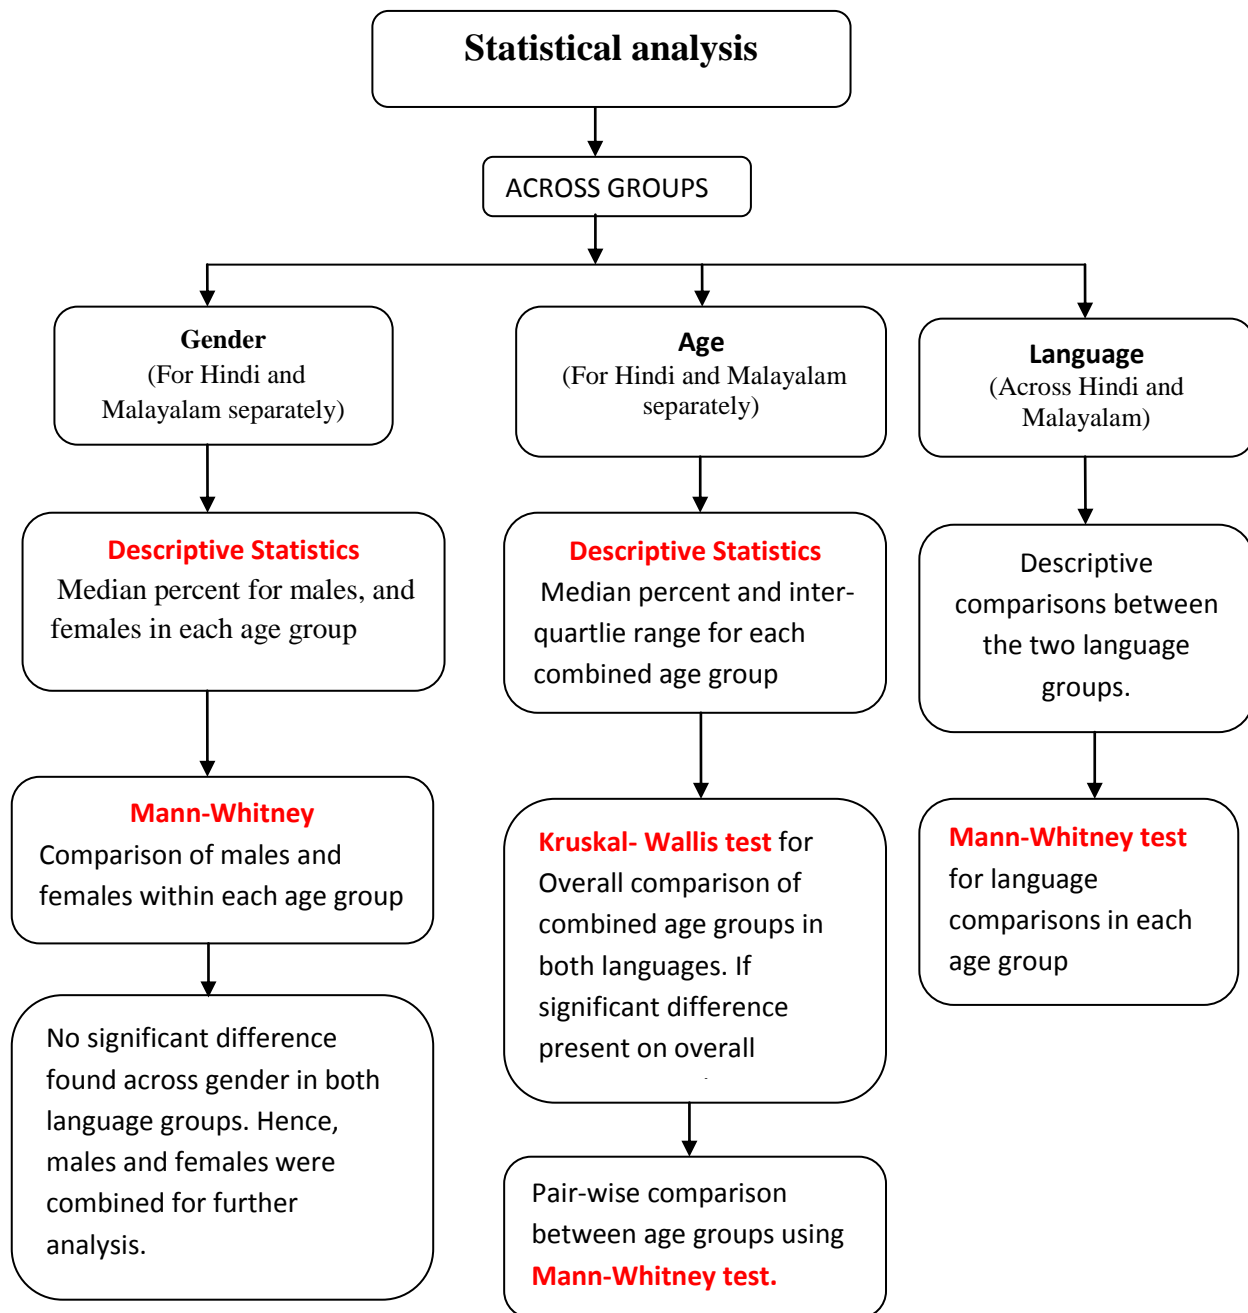 Statistical analysis
ACROSS GROUPS
Gender
(For Hindi and
Malayalam separately)
Descriptive Statistics
Median percent for males, and
females in each age group
Mann-Whitney
Comparison of males and
females within each age group
No significant difference
found across gender in both
language groups. Hence,
males and females were
combined for further
analysis.
Age
(For Hindi and Malayalam
separately)
Descriptive Statistics
Median percent and inter-
quartlie range for each
combined age group
Kruskal- Wallis test for
Overall comparison of
combined age groups in
both languages. If
significant difference
present on overall
Pair-wise comparison
between age groups using
Mann-Whitney test.
Language
(Across Hindi and
Malayalam)
Descriptive
comparisons between
the two language
groups.
Mann-Whitney test
for language
comparisons in each
age group